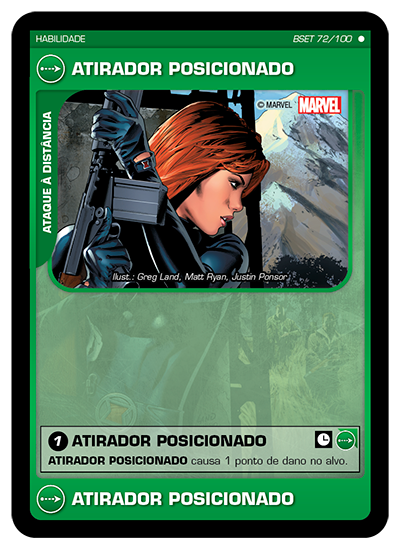 HABILIDADE
BSET 72/100
ATIRADOR POSICIONADO
ATAQUE À DISTÂNCIA
© MARVEL MARVEL
Ilust.: Greg Land, Matt Ryan, Justin Ponsor
1 ATIRADOR POSICIONADO
ATIRADOR POSICIONADO causa 1 ponto de dano no alvo.
ATIRADOR POSICIONADO